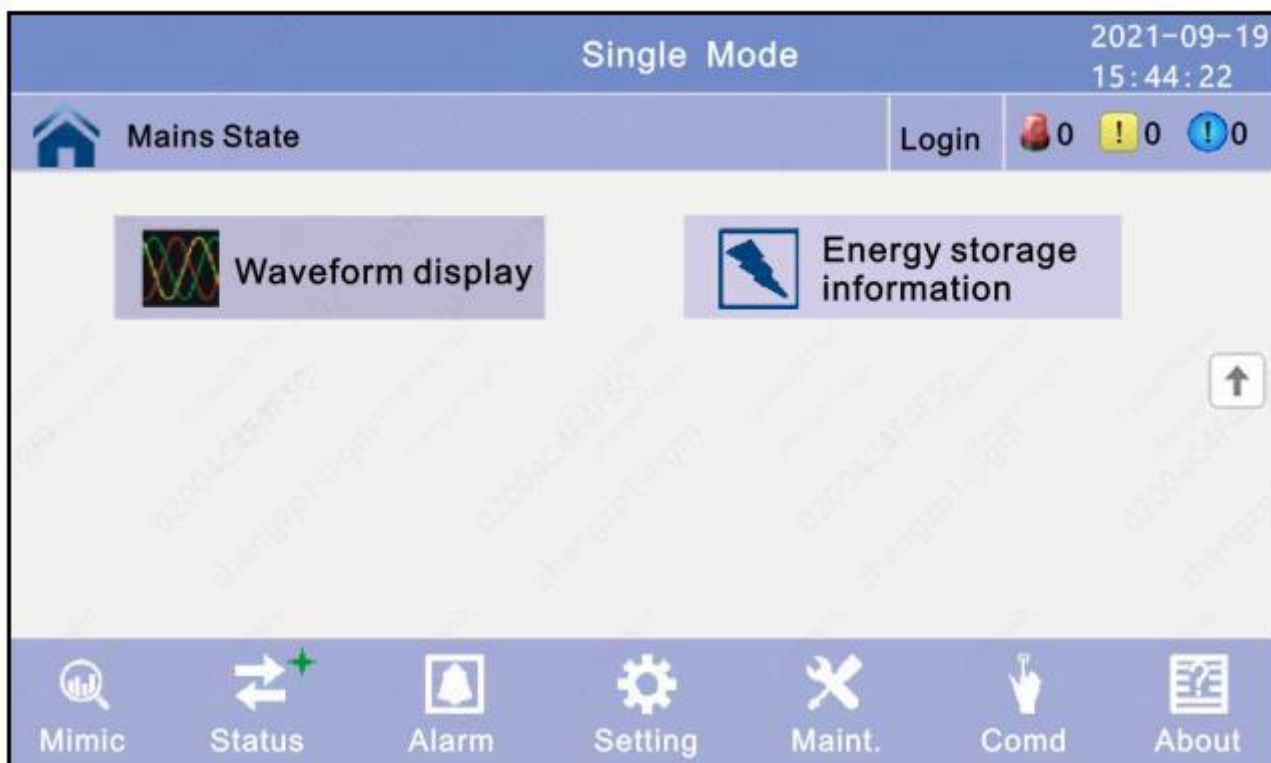 Single Mode
2021-09-19
15:44:22
Mains State
Login
0
! 0
! 0
Waveform display
Energy storage
information
Mimic
Status
Alarm
Setting
Maint.
Comd
About